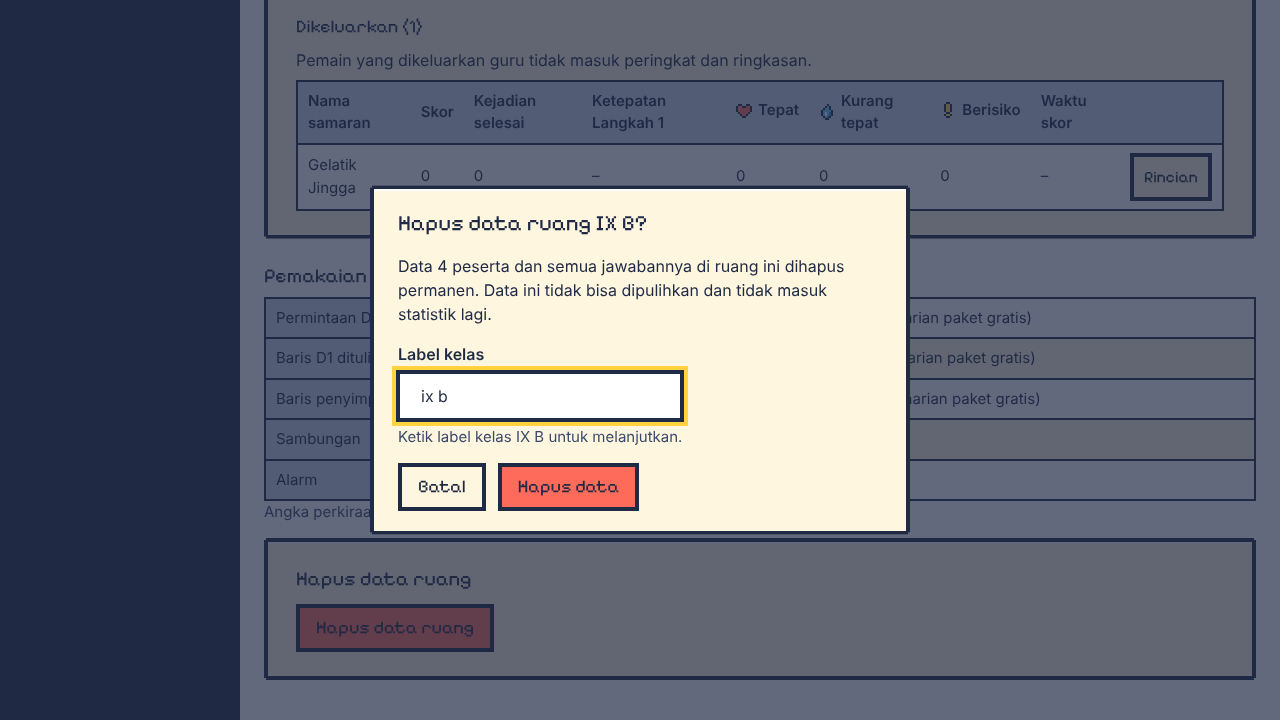 Dikeluarkan (1)
Pemain yang dikeluarkan guru tidak masuk peringkat dan ringkasan.
Nama samaran
Skor
Kejadian selesai
Ketepatan Langkah 1
Tepat
Kurang tepat
Berisiko
Waktu skor
Gelatik Jingga
0
0
–
0
0
0
–
Rincian
Hapus data ruang IX B?
Data 4 peserta dan semua jawabannya di ruang ini dihapus
permanen. Data ini tidak bisa dipulihkan dan tidak masuk
statistik lagi.
Label kelas
ix b
Ketik label kelas IX B untuk melanjutkan.
Batal
Hapus data
Pemakaian
Permintaan D
arian paket gratis)
Baris D1 ditul
arian paket gratis)
Baris penyim
arian paket gratis)
Sambungan
Alarm
Angka perkiraa
Hapus data ruang
Hapus data ruang